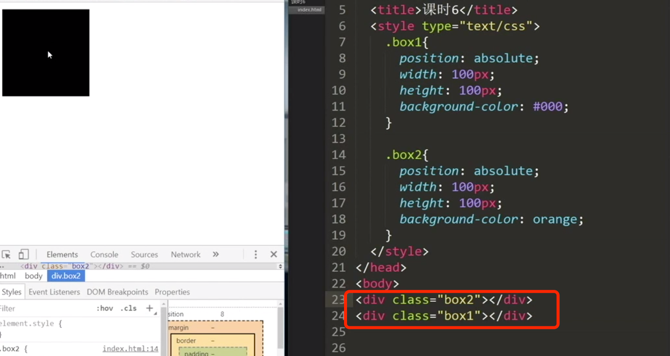 index.html
5 <title>课时6</title>
6 <style type="text/css">
7 .box1{
8 position: absolute;
9 width: 100px;
10 height: 100px;
11 background-color: #000;
12 }
13
14 .box2{
15 position: absolute;
16 width: 100px;
17 height: 100px;
18 background-color: orange;
19 }
20 </style>
21 </head>
22 <body>
23 <div class="box2"></div>
24 <div class="box1"></div>
25
26
Elements Console Sources Network »
<div class="box2"></div> == $0
html body div.box2
Styles Event Listeners DOM Breakpoints Properties
Filter :hov .cls +
element.style {
}
.box2 { index.html:14
position 8
margin -
border -
padding -